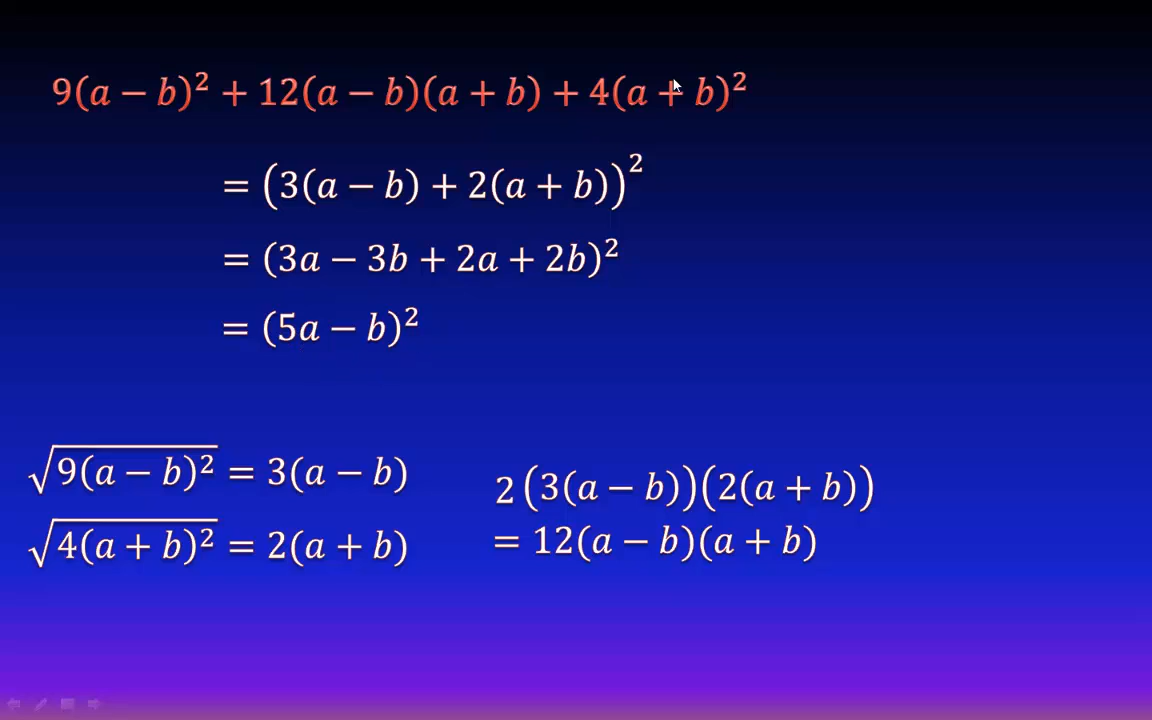 9(a − b)² + 12(a − b)(a + b) + 4(a + b)²
= (3(a − b) + 2(a + b))²
= (3a − 3b + 2a + 2b)²
= (5a − b)²
√9(a − b)² = 3(a − b)
√4(a + b)² = 2(a + b)
2(3(a − b))(2(a + b))
= 12(a − b)(a + b)